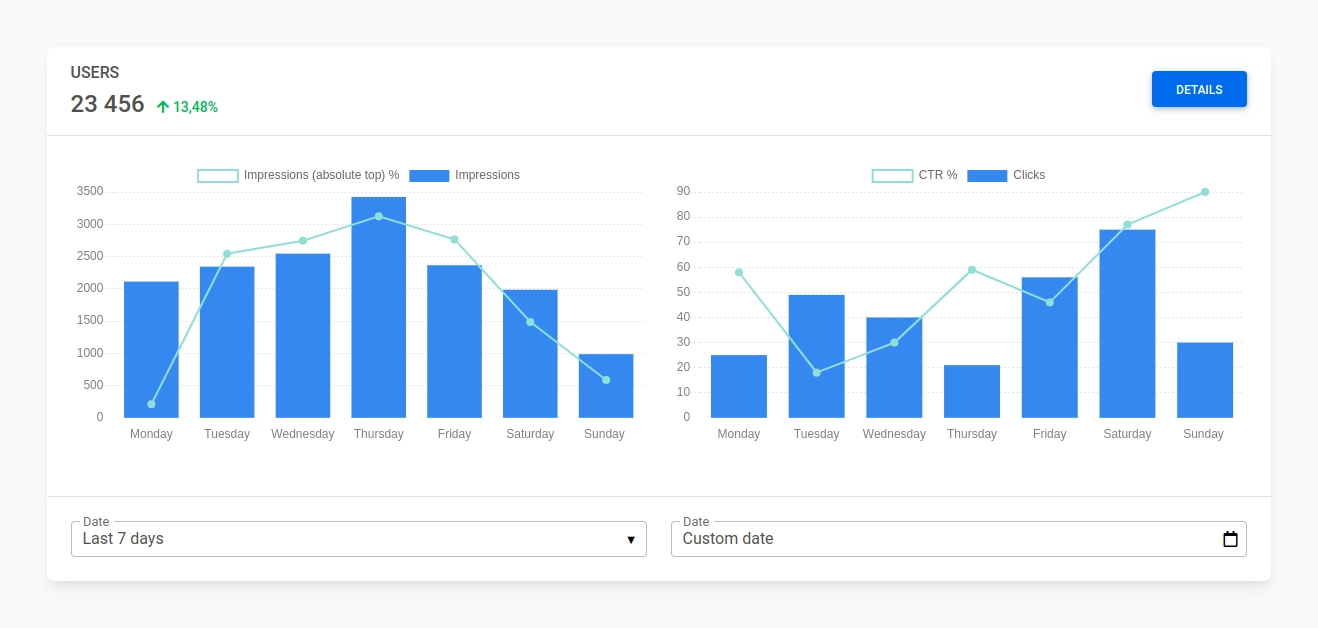 USERS
23 456 13,48%
DETAILS
Impressions (absolute top) % Impressions
3500
3000
2500
2000
1500
1000
500
0
Monday Tuesday Wednesday Thursday Friday Saturday Sunday
CTR % Clicks
90
80
70
60
50
40
30
20
10
0
Monday Tuesday Wednesday Thursday Friday Saturday Sunday
Date
Last 7 days
Date
Custom date